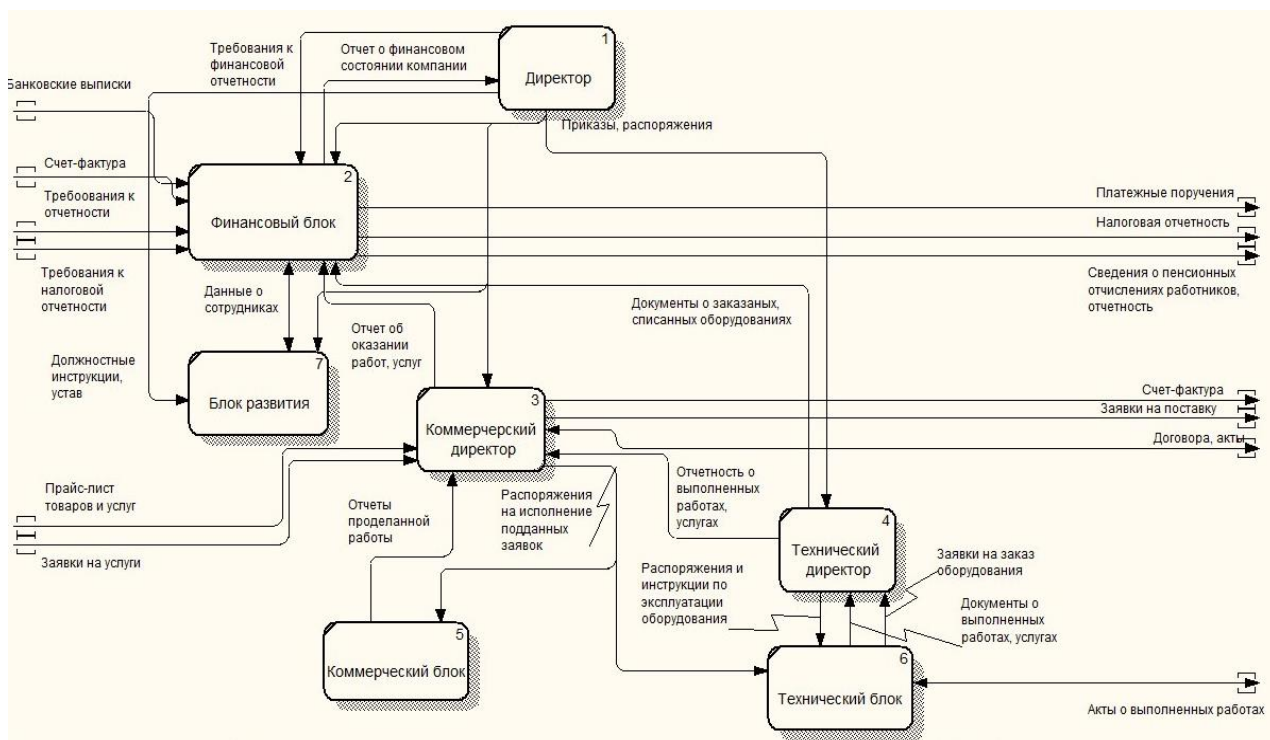 1
Директор
Требования к
финансовой
отчетности
Отчет о финансовом
состоянии компании
Банковские выписки
Приказы, распоряжения
Счет-фактура
2
Финансовый блок
Требоования к
отчетности
Платежные поручения
Налоговая отчетность
Требования к
налоговой
отчетности
Данные о
сотрудниках
Документы о заказаных,
списанных оборудованиях
Сведения о пенсионных
отчислениях работников,
отчетность
Отчет об
оказании
работ, услуг
Должностные
инструкции,
устав
7
Блок развития
3
Коммерчерский
директор
Счет-фактура
Заявки на поставку
Договора, акты
Прайс-лист
товаров и услуг
Отчеты
проделанной
работы
Распоряжения
на исполнение
подданных
заявок
Отчетность о
выполненных
работах,
услугах
4
Технический
директор
Заявки на заказ
оборудования
Заявки на услуги
Распоряжения и
инструкции по
эксплуатации
оборудования
Документы о
выполненных
работах, услугах
5
Коммерческий блок
6
Технический блок
Акты о выполненных работах